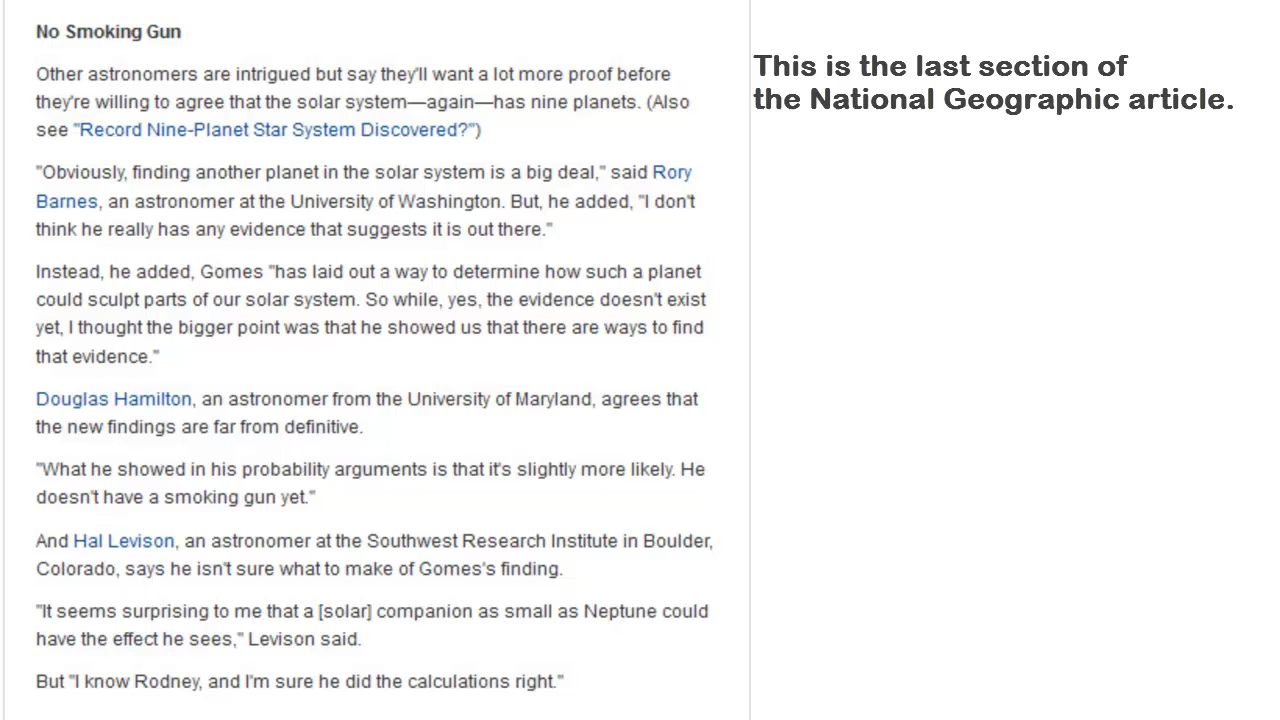 No Smoking Gun
Other astronomers are intrigued but say they'll want a lot more proof before
they're willing to agree that the solar system—again—has nine planets. (Also
see "Record Nine-Planet Star System Discovered?")
"Obviously, finding another planet in the solar system is a big deal," said Rory
Barnes, an astronomer at the University of Washington. But, he added, "I don't
think he really has any evidence that suggests it is out there."
Instead, he added, Gomes "has laid out a way to determine how such a planet
could sculpt parts of our solar system. So while, yes, the evidence doesn't exist
yet, I thought the bigger point was that he showed us that there are ways to find
that evidence."
Douglas Hamilton, an astronomer from the University of Maryland, agrees that
the new findings are far from definitive.
"What he showed in his probability arguments is that it's slightly more likely. He
doesn't have a smoking gun yet."
And Hal Levison, an astronomer at the Southwest Research Institute in Boulder,
Colorado, says he isn't sure what to make of Gomes's finding.
"It seems surprising to me that a [solar] companion as small as Neptune could
have the effect he sees," Levison said.
But "I know Rodney, and I'm sure he did the calculations right."
This is the last section of
the National Geographic article.